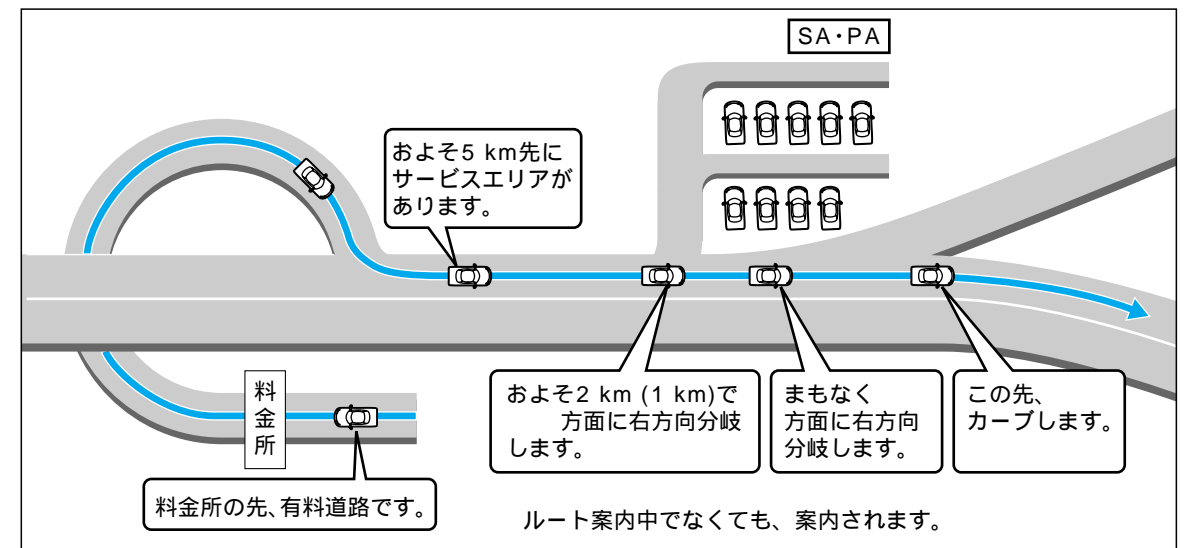 SA・PA
およそ5 km先に
サービスエリアが
あります。
料金所
料金所の先、有料道路です。
およそ2 km (1 km)で
方面に右方向分岐
します。
まもなく
方面に右方向
分岐します。
この先、
カーブします。
ルート案内中でなくても、案内されます。